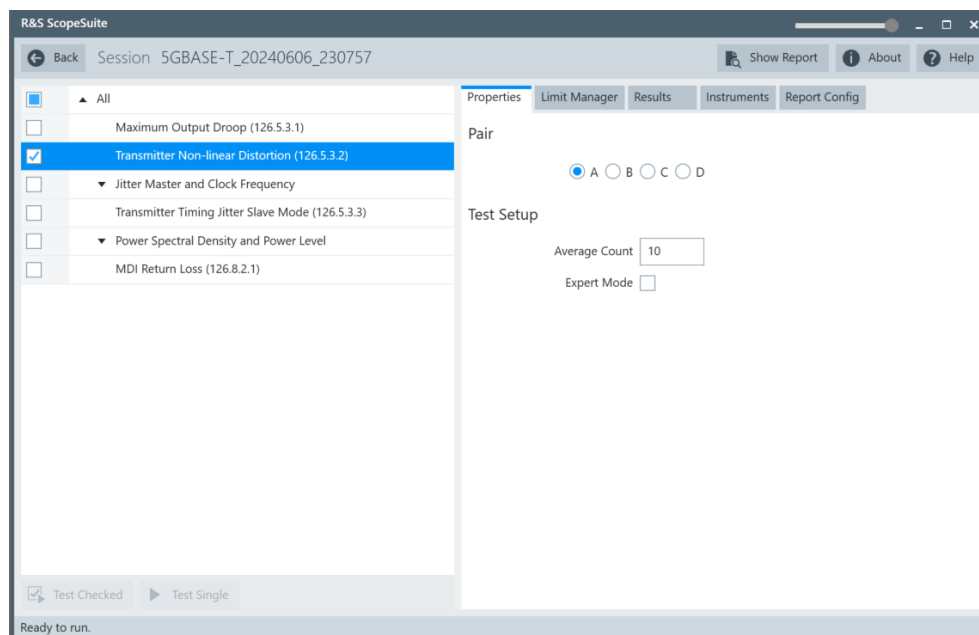 R&S ScopeSuite
Back Session 5GBASE-T_20240606_230757 Show Report About Help
All
Maximum Output Droop (126.5.3.1)
Transmitter Non-linear Distortion (126.5.3.2)
Jitter Master and Clock Frequency
Transmitter Timing Jitter Slave Mode (126.5.3.3)
Power Spectral Density and Power Level
MDI Return Loss (126.8.2.1)
Test Checked Test Single
Properties Limit Manager Results Instruments Report Config
Pair
A B C D
Test Setup
Average Count 10
Expert Mode
Ready to run.